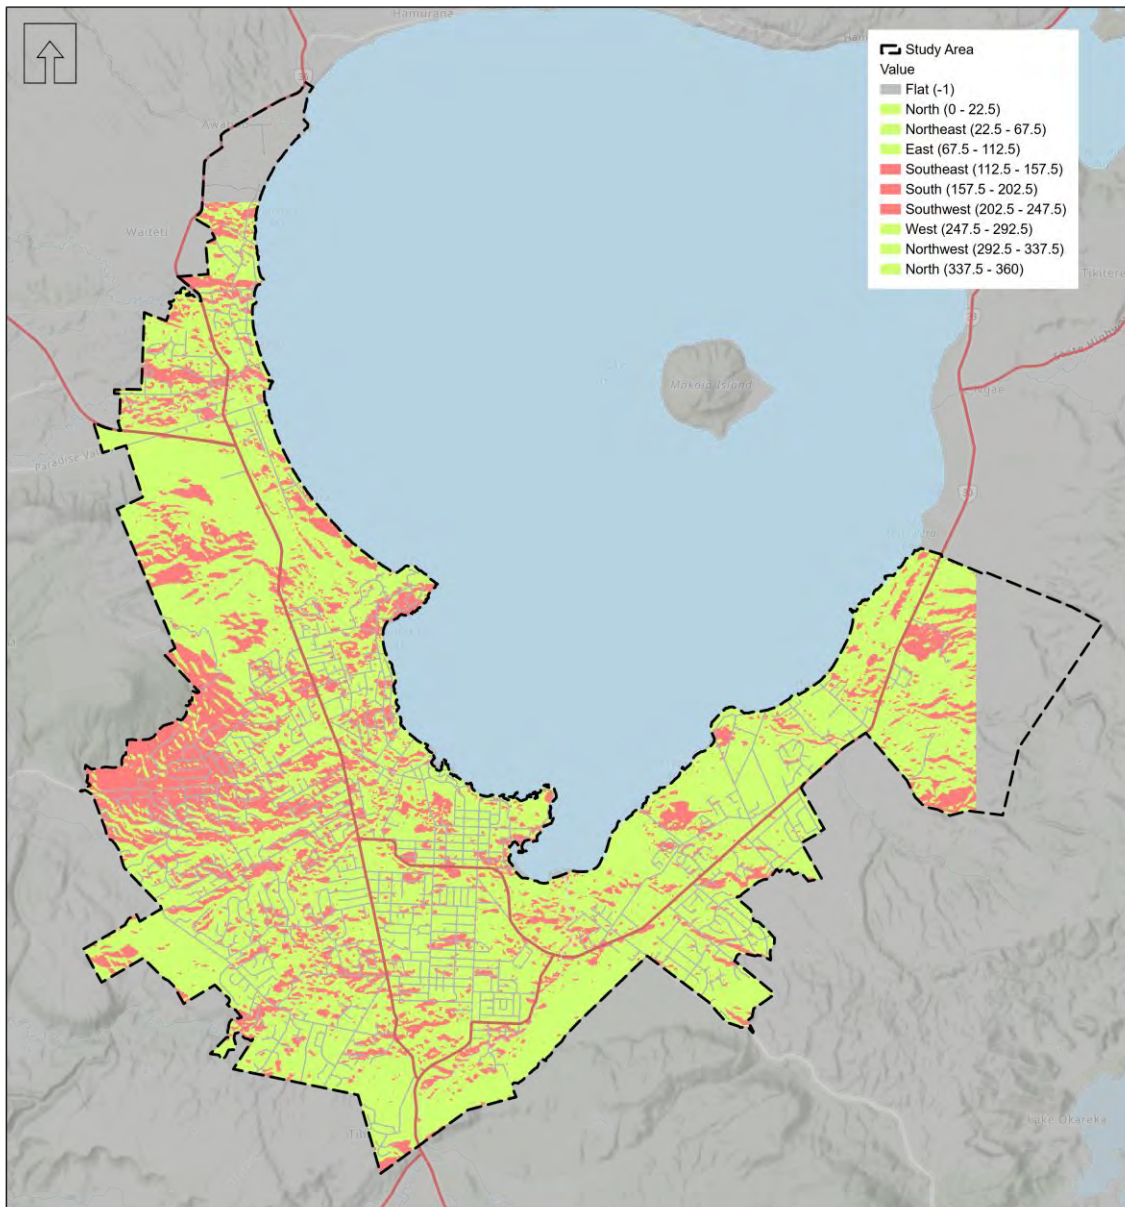 Hamurana
Study Area
Value
Flat (-1)
North (0 - 22.5)
Northeast (22.5 - 67.5)
East (67.5 - 112.5)
Southeast (112.5 - 157.5)
South (157.5 - 202.5)
Southwest (202.5 - 247.5)
West (247.5 - 292.5)
Northwest (292.5 - 337.5)
North (337.5 - 360)
Waiteti
Mokoia Island
30
Lake Okareka